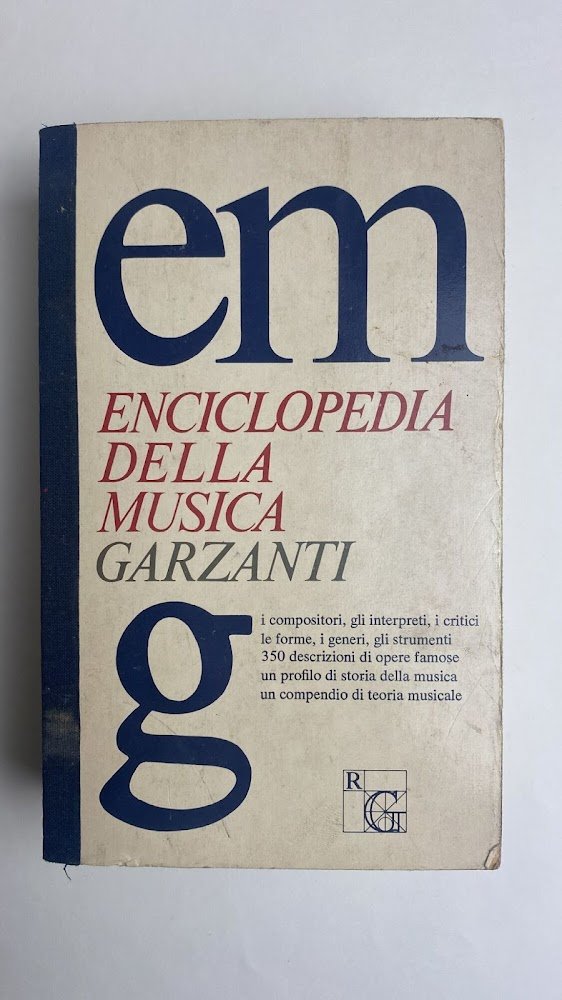 em
ENCICLOPEDIA
DELLA
MUSICA
GARZANTI
g
i compositori, gli interpreti, i critici
le forme, i generi, gli strumenti
350 descrizioni di opere famose
un profilo di storia della musica
un compendio di teoria musicale
R
G